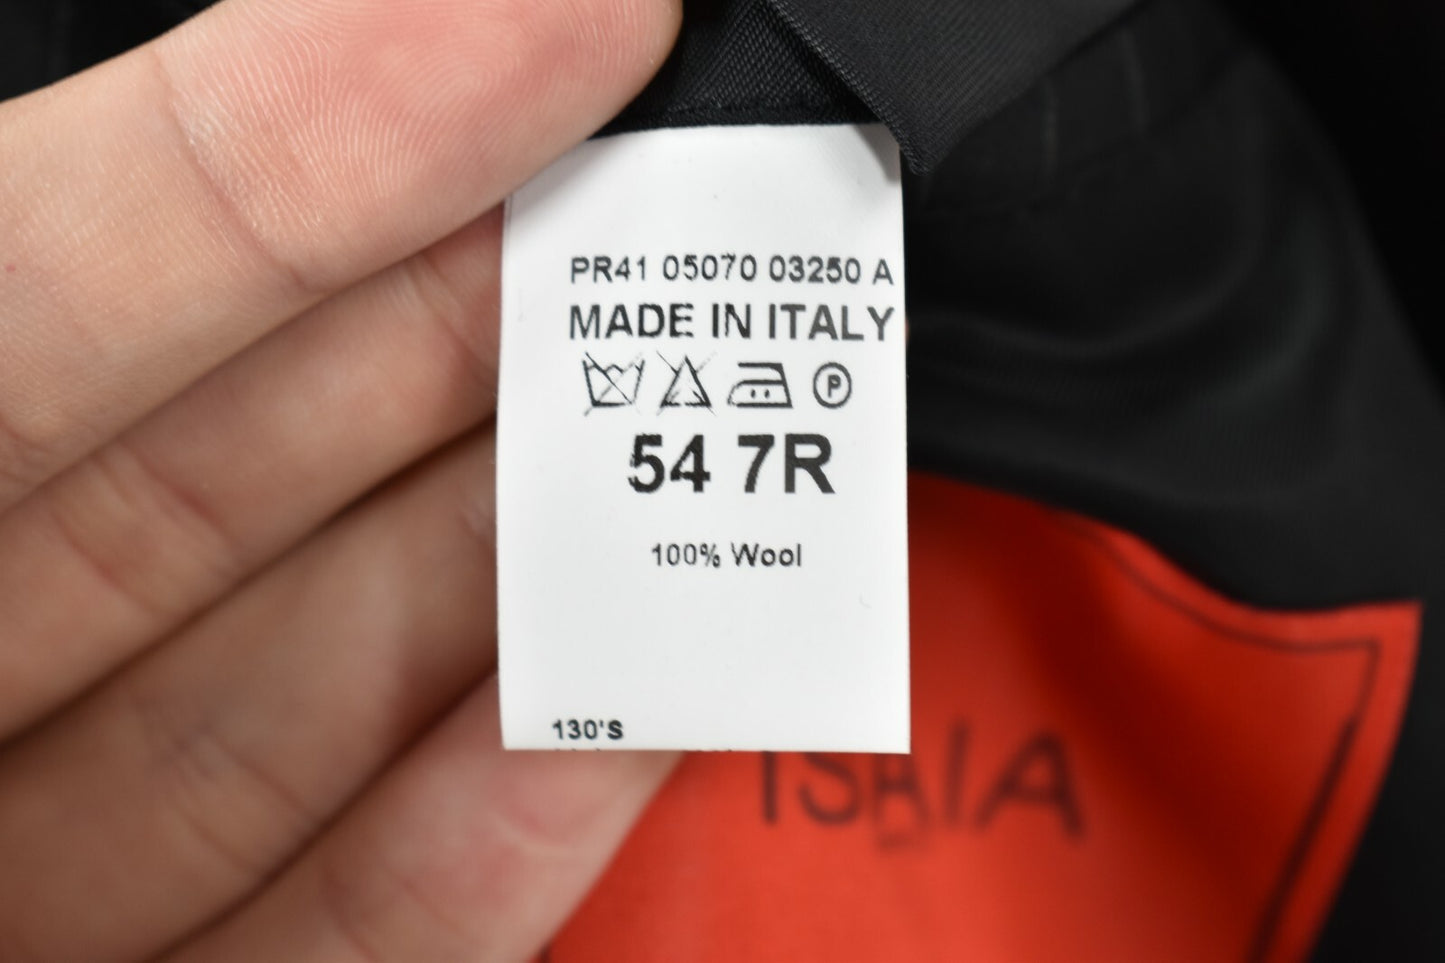 PR41 05070 03250 A
MADE IN ITALY
P
54 7R
100% Wool
130'S
ISAIA